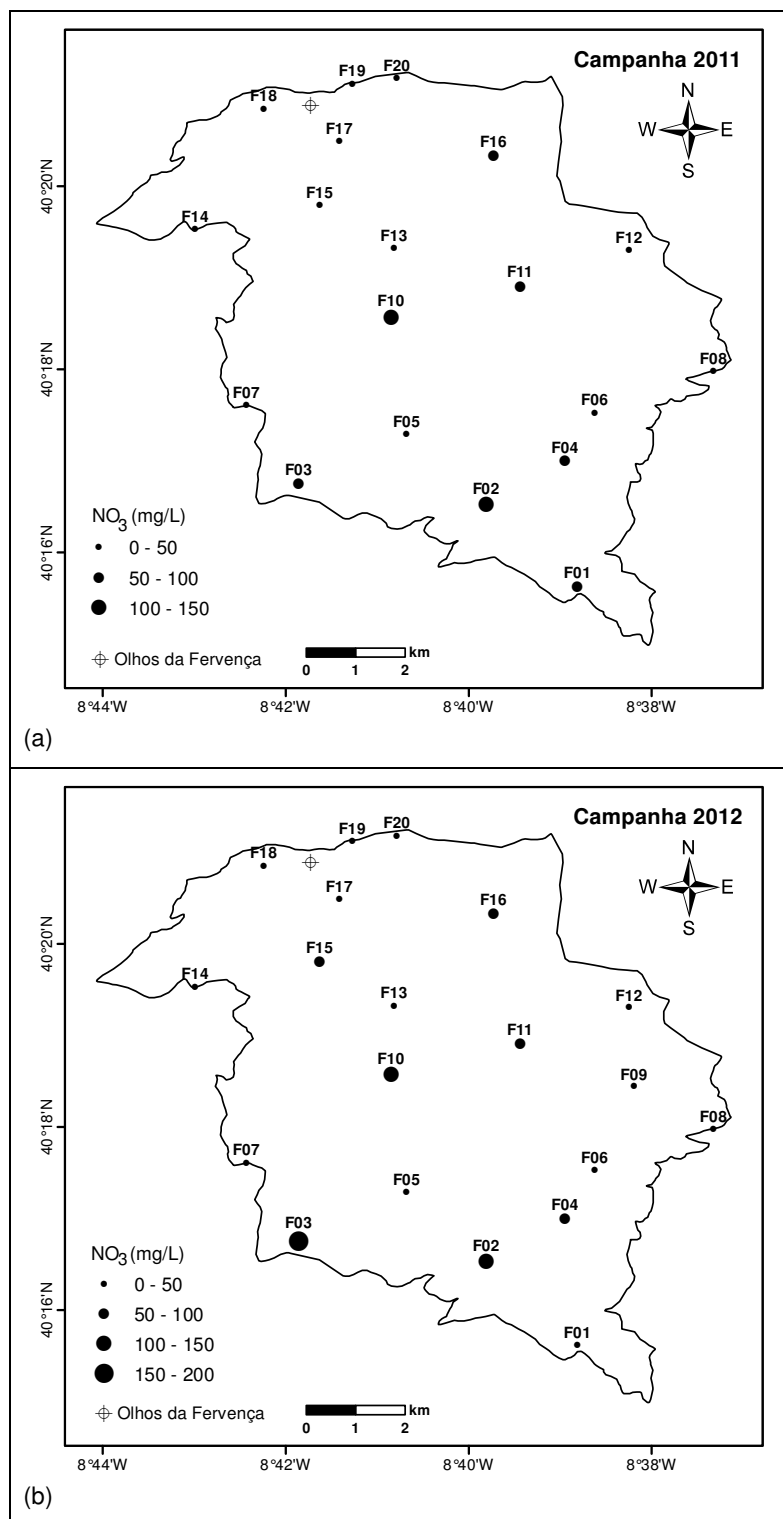 Campanha 2011
N
W E
S
F19 F20
F18
F17
F16
F15
F14
F13
F12
F11
F10
F08
F07
F06
F05
F04
F03
F02
F01
40°20'N
40°18'N
40°16'N
NO3 (mg/L)
0 - 50
50 - 100
100 - 150
Olhos da Fervença
km
0 1 2
8°44'W 8°42'W 8°40'W 8°38'W
(a)
Campanha 2012
N
W E
S
F19 F20
F18
F17
F16
F15
F14
F13
F12
F11
F10
F09
F08
F07
F06
F05
F04
F03
F02
F01
40°20'N
40°18'N
40°16'N
NO3 (mg/L)
0 - 50
50 - 100
100 - 150
150 - 200
Olhos da Fervença
km
0 1 2
8°44'W 8°42'W 8°40'W 8°38'W
(b)